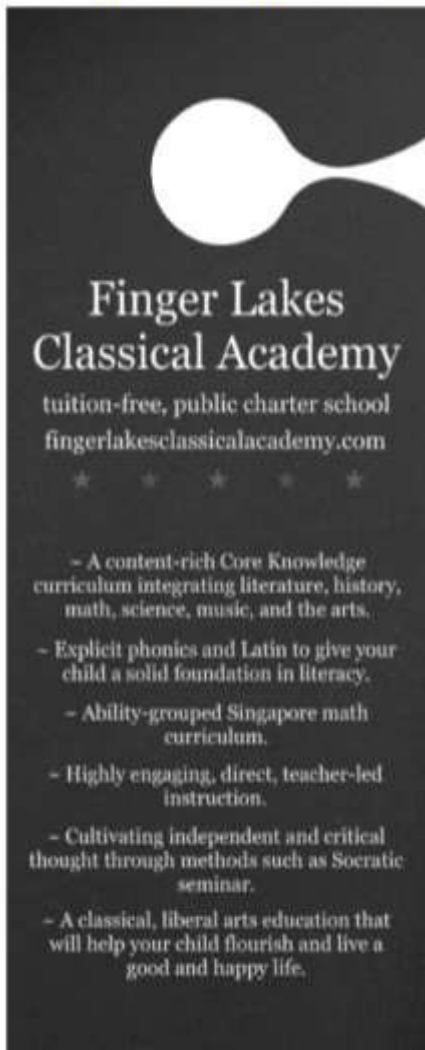 Finger Lakes
Classical Academy
tuition-free, public charter school
fingerlakesclassicalacademy.com
~ A content-rich Core Knowledge
curriculum integrating literature, history,
math, science, music, and the arts.
~ Explicit phonics and Latin to give your
child a solid foundation in literacy.
~ Ability-grouped Singapore math
curriculum.
~ Highly engaging, direct, teacher-led
instruction.
~ Cultivating independent and critical
thought through methods such as Socratic
seminar.
~ A classical, liberal arts education that
will help your child flourish and live a
good and happy life.